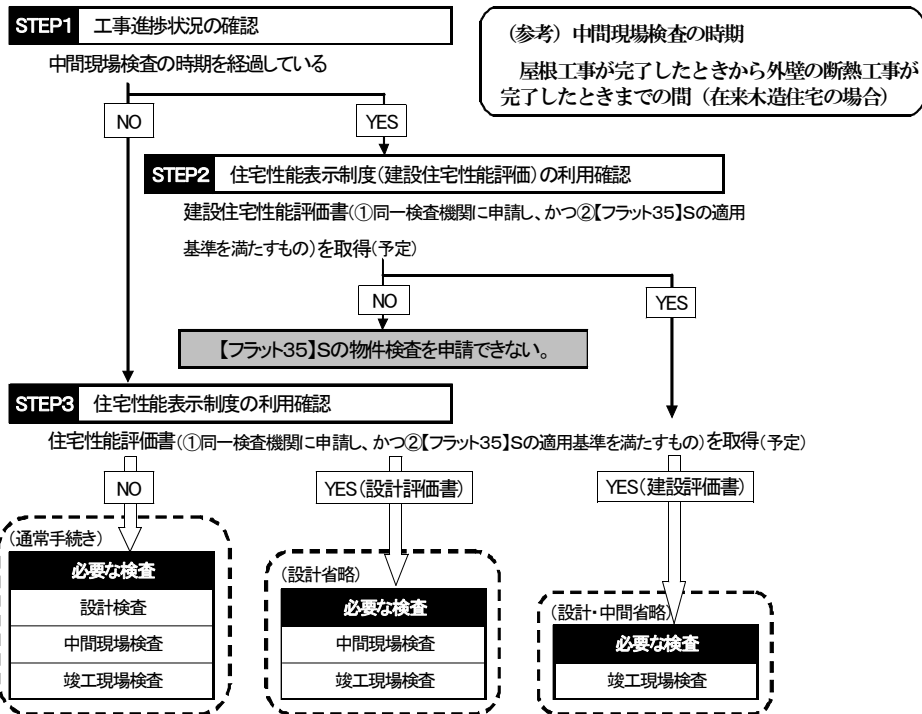 STEP1 工事進捗状況の確認
中間現場検査の時期を経過している
(参考)中間現場検査の時期
屋根工事が完了したときから外壁の断熱工事が
完了したときまでの間(在来木造住宅の場合)
NO
YES
STEP2 住宅性能表示制度(建設住宅性能評価)の利用確認
建設住宅性能評価書(①同一検査機関に申請し、かつ②【フラット35】Sの適用
基準を満たすもの)を取得(予定)
NO
YES
【フラット35】Sの物件検査を申請できない。
STEP3 住宅性能表示制度の利用確認
住宅性能評価書(①同一検査機関に申請し、かつ②【フラット35】Sの適用基準を満たすもの)を取得(予定)
NO
YES(設計評価書)
YES(建設評価書)
(通常手続き)
必要な検査
設計検査
中間現場検査
竣工現場検査
(設計省略)
必要な検査
中間現場検査
竣工現場検査
(設計・中間省略)
必要な検査
竣工現場検査